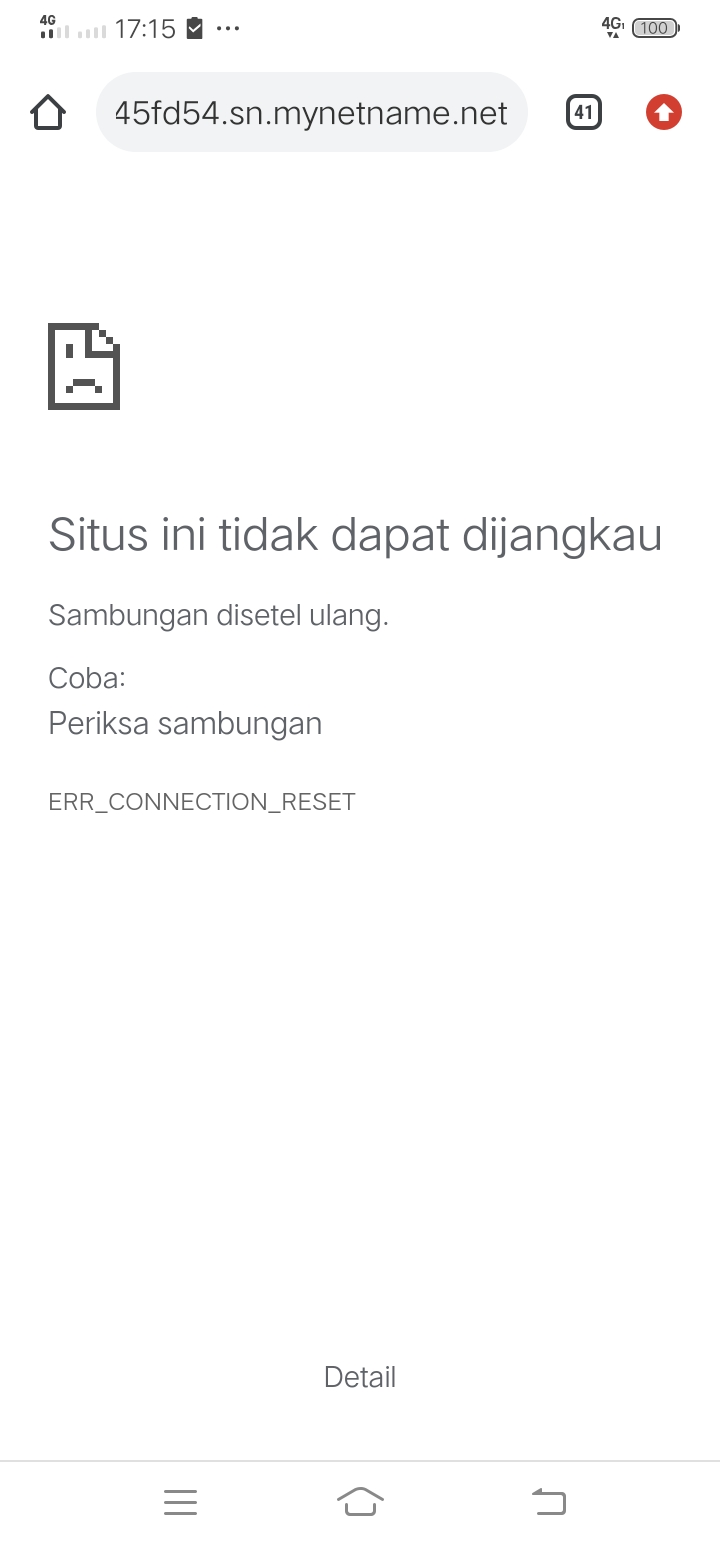 4G 17:15 ... 4G1 100
45fd54.sn.mynetname.net 41
Situs ini tidak dapat dijangkau
Sambungan disetel ulang.
Coba:
Periksa sambungan
ERR_CONNECTION_RESET
Detail